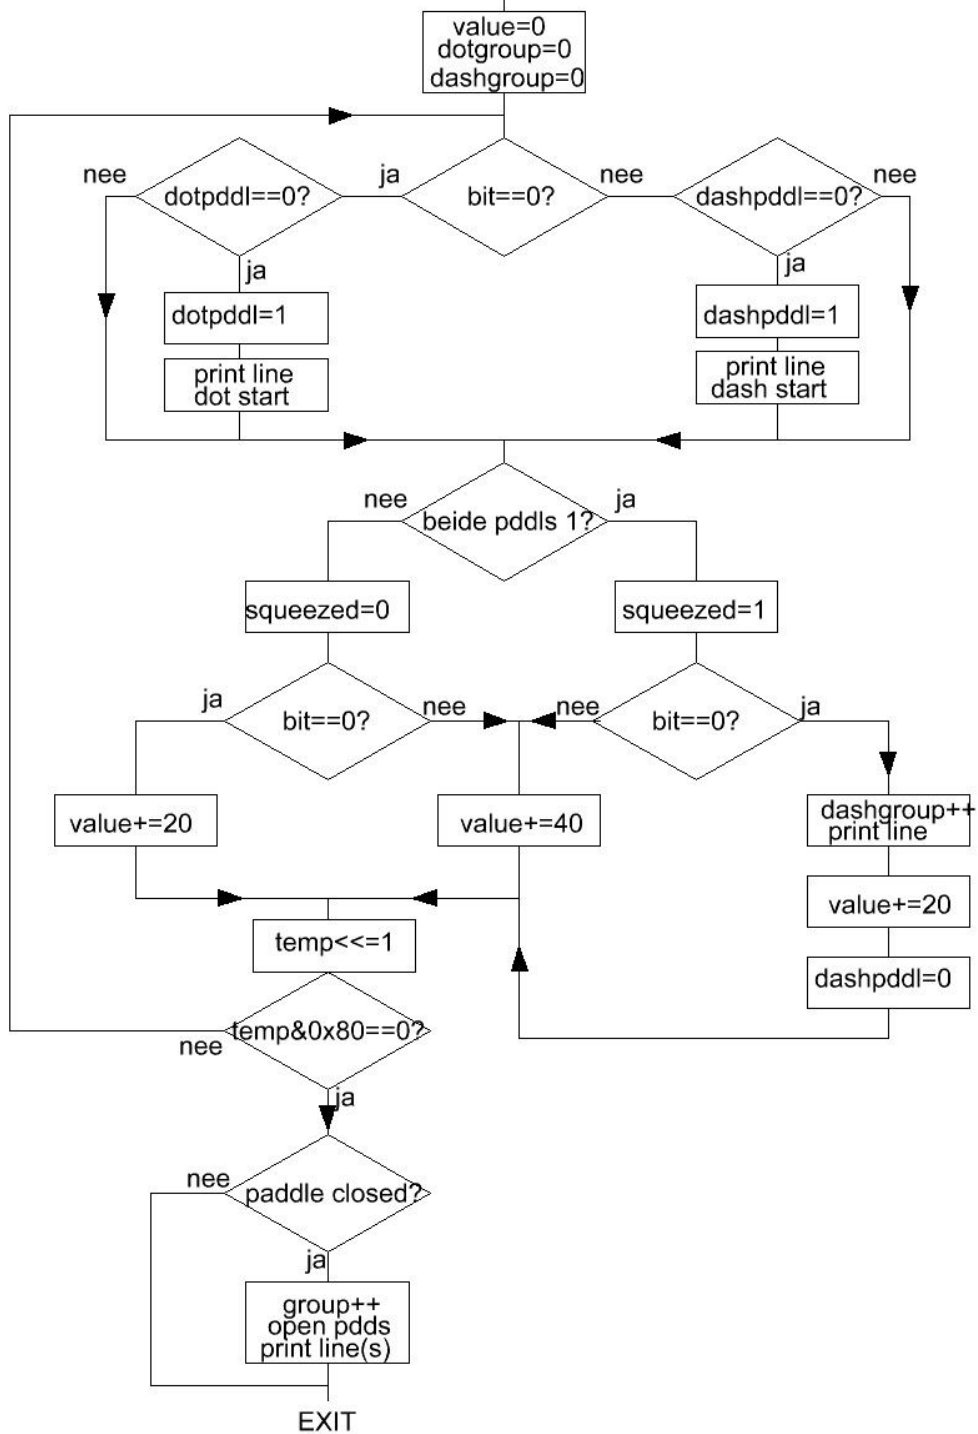 value=0
dotgroup=0
dashgroup=0
nee
dotpddl==0?
ja
bit==0?
nee
dashpddl==0?
nee
ja
ja
dotpddl=1
dashpddl=1
print line
dot start
print line
dash start
nee
beide pddls 1?
ja
squeezed=0
squeezed=1
ja
bit==0?
nee
nee
bit==0?
ja
value+=20
value+=40
dashgroup++
print line
value+=20
temp<<=1
dashpddl=0
temp&0x80==0?
nee
ja
nee
paddle closed?
ja
group++
open pdds
print line(s)
EXIT